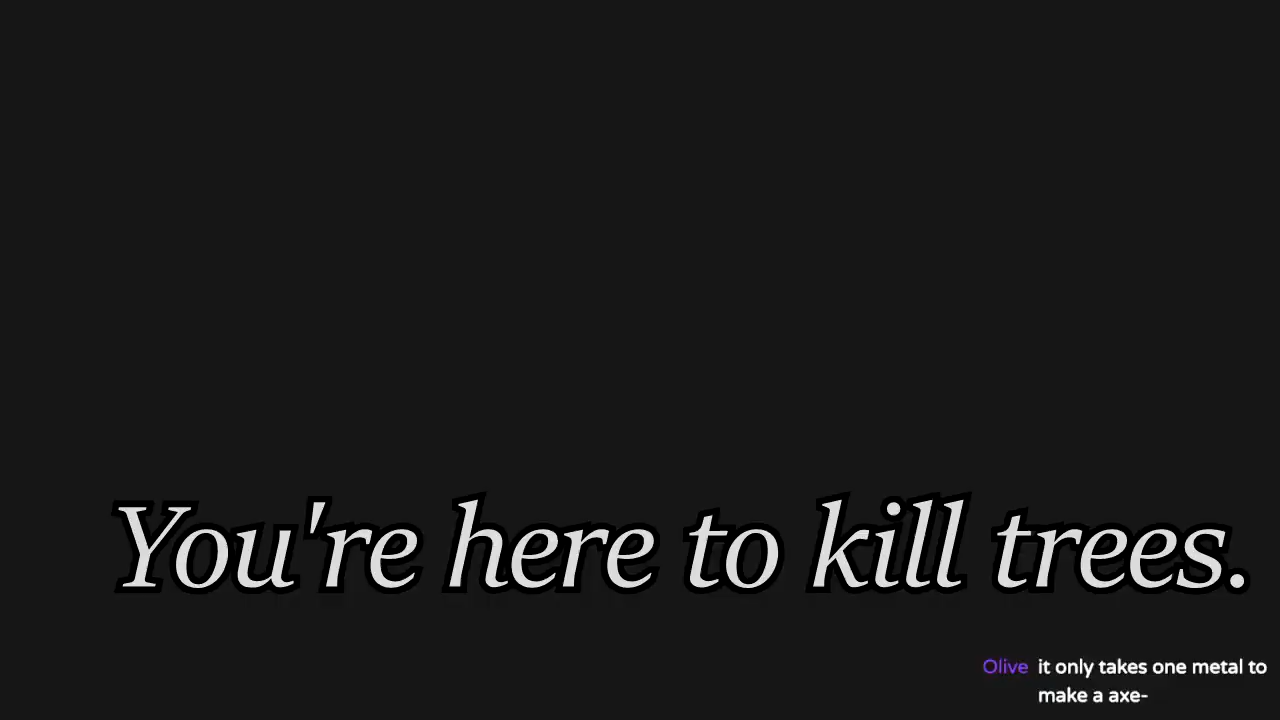 You're here to kill trees.
Olive it only takes one metal to
make a axe-